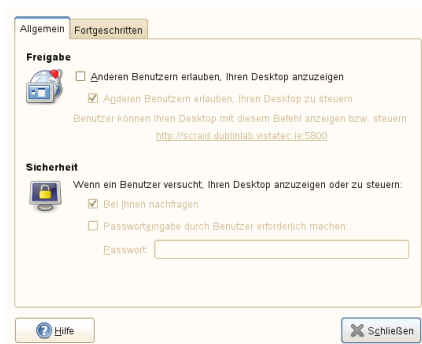 Allgemein Fortgeschritten
Freigabe
Anderen Benutzern erlauben, Ihren Desktop anzuzeigen
Anderen Benutzern erlauben, Ihren Desktop zu steuern
Benutzer können Ihren Desktop mit diesem Befehl anzeigen bzw. steuern:
http://scraid.dublinlab.vistatec.ie:5800
Sicherheit
Wenn ein Benutzer versucht, Ihren Desktop anzuzeigen oder zu steuern:
Bei Ihnen nachfragen
Passworteingabe durch Benutzer erforderlich machen:
Passwort:
Hilfe Schließen